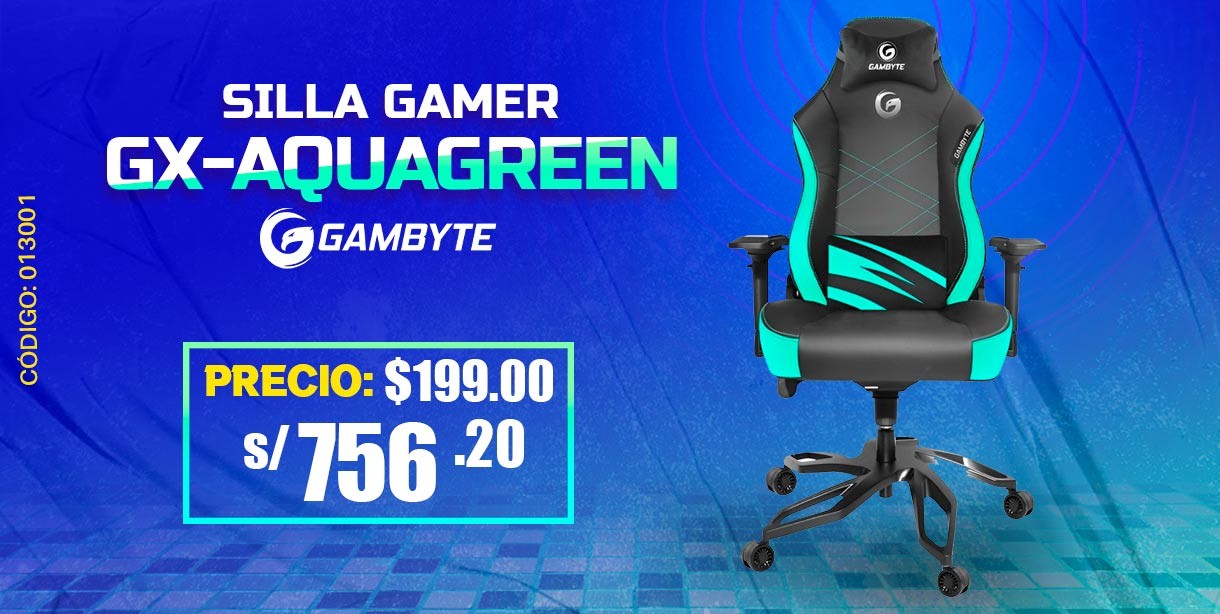 SILLA GAMER
GX-AQUAGREEN
GAMBYTE
CÓDIGO: 013001
PRECIO: $199.00
s/756.20
GAMBYTE
GAMBYTE